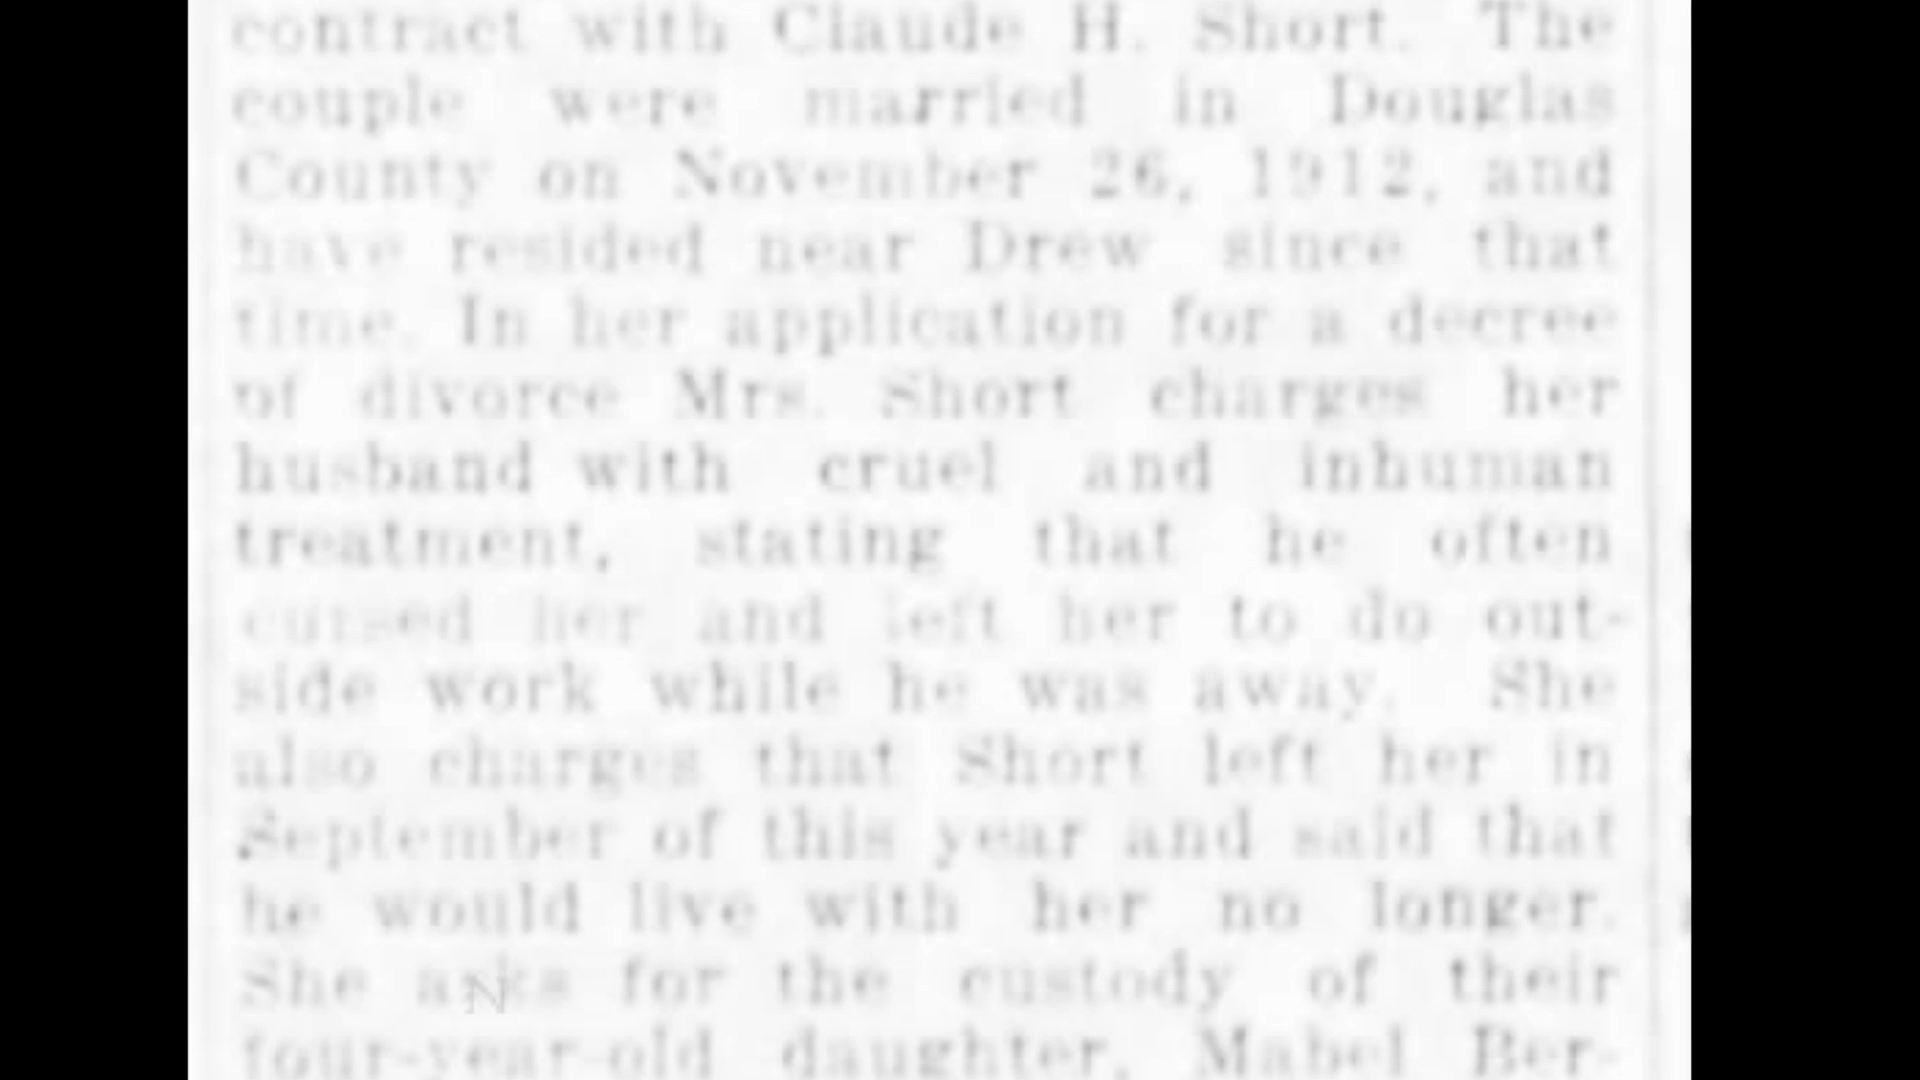 contract with Claude H. Short. The
couple were married in Douglas
County on November 26, 1912, and
have resided near Drew since that
time. In her application for a decree
of divorce Mrs. Short charges her
husband with cruel and inhuman
treatment, stating that he often
cursed her and left her to do out-
side work while he was away. She
also charges that Short left her in
September of this year and said that
he would live with her no longer.
She asks for the custody of their
four-year-old daughter, Mabel Ber-